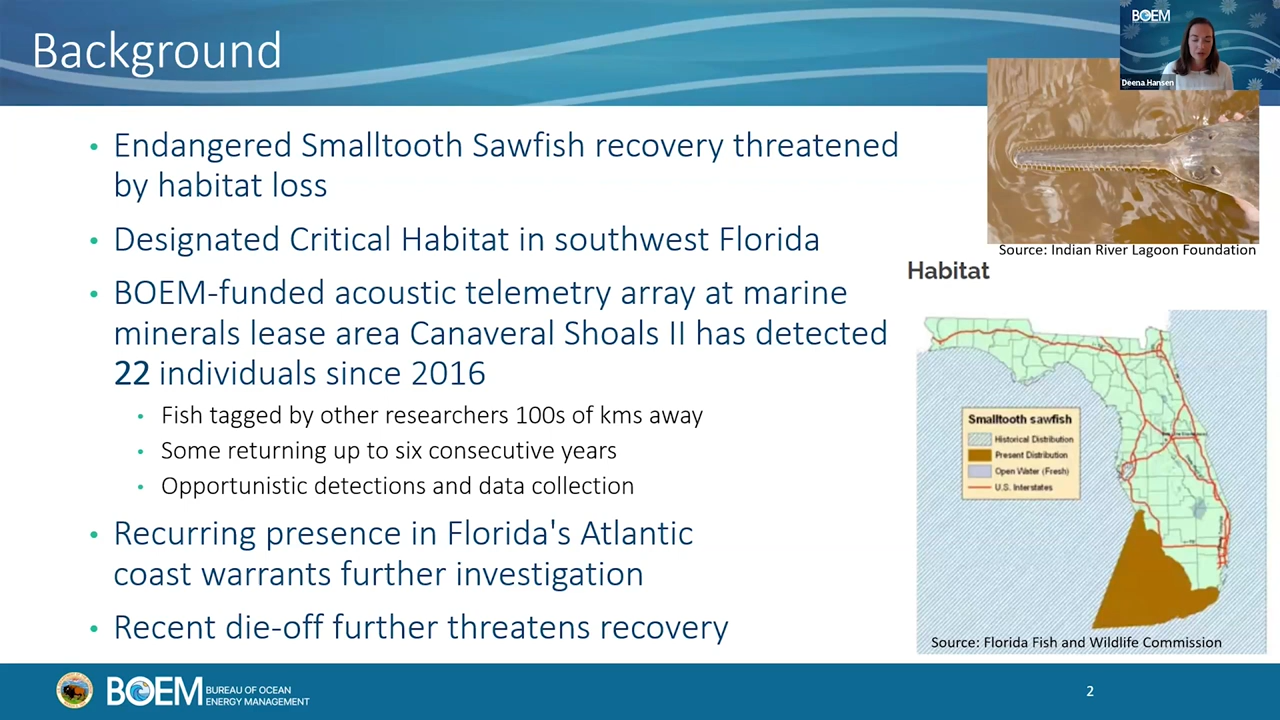 Background
BOEM
Deena Hansen
Endangered Smalltooth Sawfish recovery threatened
by habitat loss
Designated Critical Habitat in southwest Florida
BOEM-funded acoustic telemetry array at marine
minerals lease area Canaveral Shoals II has detected
22 individuals since 2016
Fish tagged by other researchers 100s of kms away
Some returning up to six consecutive years
Opportunistic detections and data collection
Recurring presence in Florida's Atlantic
coast warrants further investigation
Recent die-off further threatens recovery
Source: Indian River Lagoon Foundation
Habitat
Smalltooth sawfish
Historical Distribution
Present Distribution
Open Water (Fresh)
U.S. Interstates
Source: Florida Fish and Wildlife Commission
BOEM
BUREAU OF OCEAN
ENERGY MANAGEMENT
2